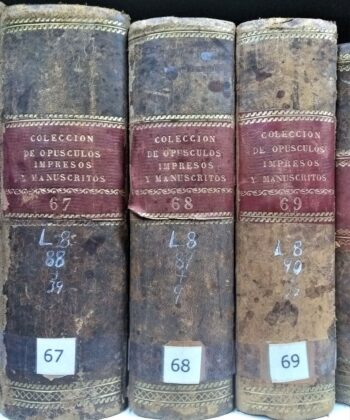 COLECCION
DE OPUSCULOS
IMPRESOS
Y MANUSCRITOS
67
L 8
88
39
67
COLECCION
DE OPUSCULOS
IMPRESOS
Y MANUSCRITOS
68
L 8
68
COLECCION
DE OPUSCULOS
IMPRESOS
Y MANUSCRITOS
69
L 8
90
69